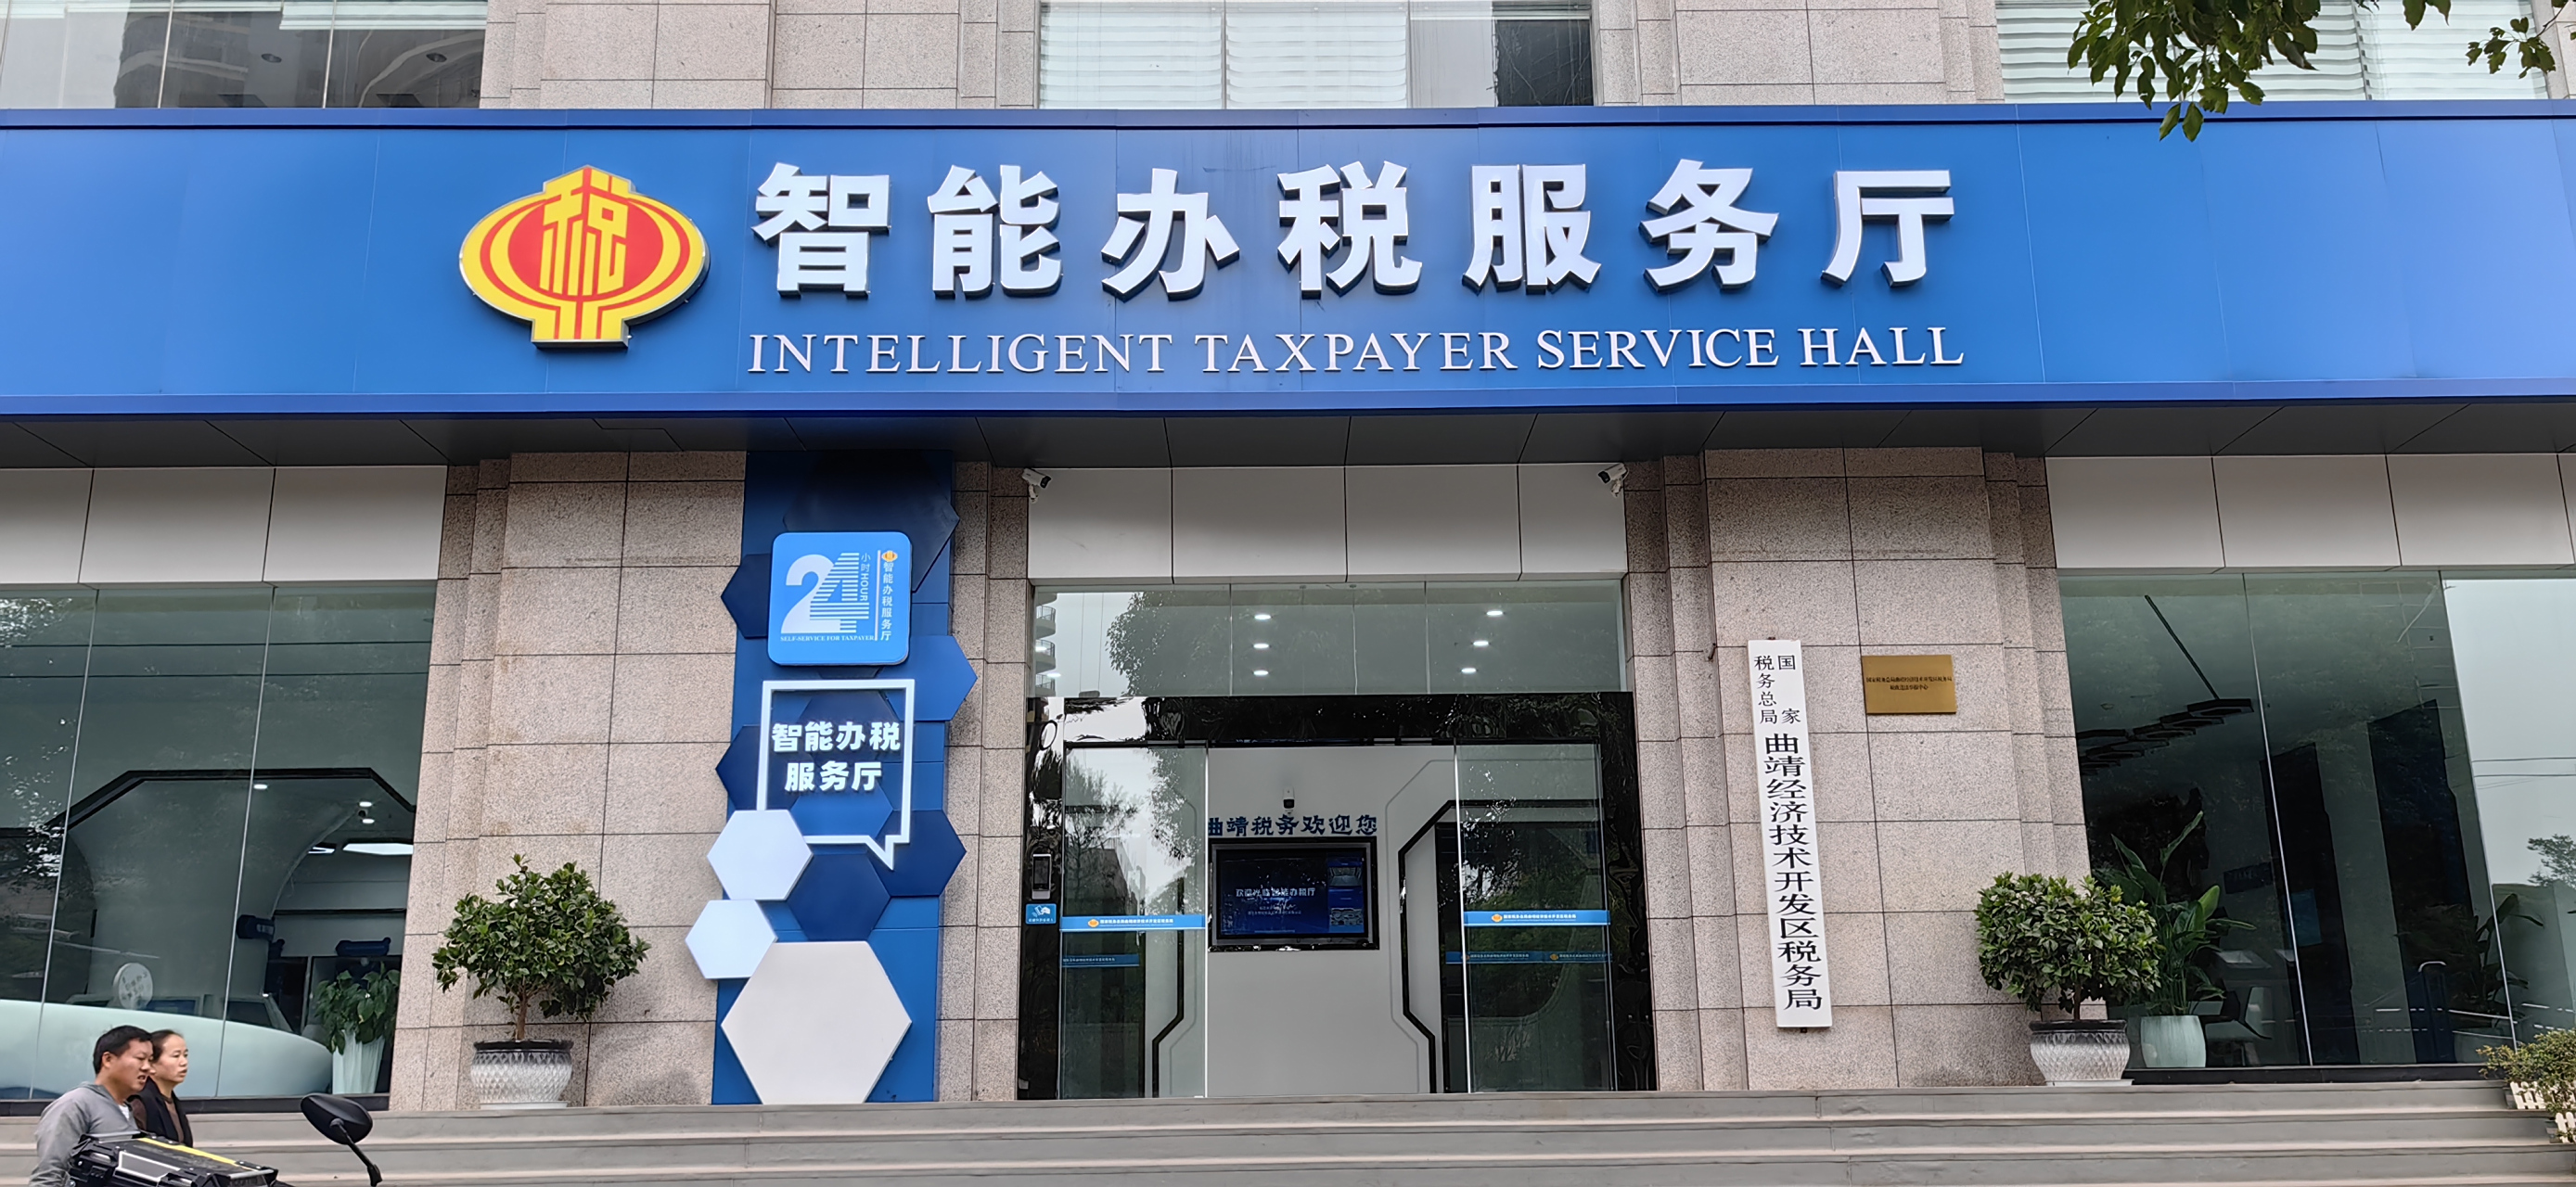 税
智能办税服务厅
INTELLIGENT TAXPAYER SERVICE HALL
24
小时HOUR
智能办税服务厅
SELF-SERVICE FOR TAXPAYER
智能办税
服务厅
曲靖税务欢迎您
国家税务总局
曲靖经济技术开发区税务局